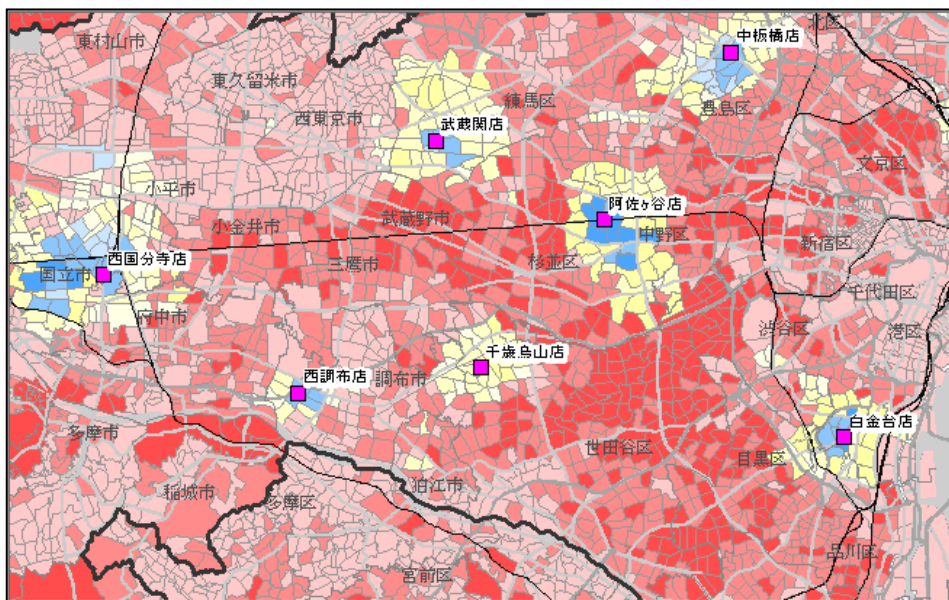 北区
中板橋店
東村山市
東久留米市
練馬区
豊島区
西東京市
武蔵関店
文京区
小平市
阿佐ヶ谷店
武蔵野市
小金井市
中野区
新宿区
西国分寺店
国立市
三鷹市
杉並区
千代田区
府中市
渋谷区
港区
千歳烏山店
西調布店
調布市
白金台店
多摩市
世田谷区
目黒区
稲城市
狛江市
多摩区
品川区
宮前区